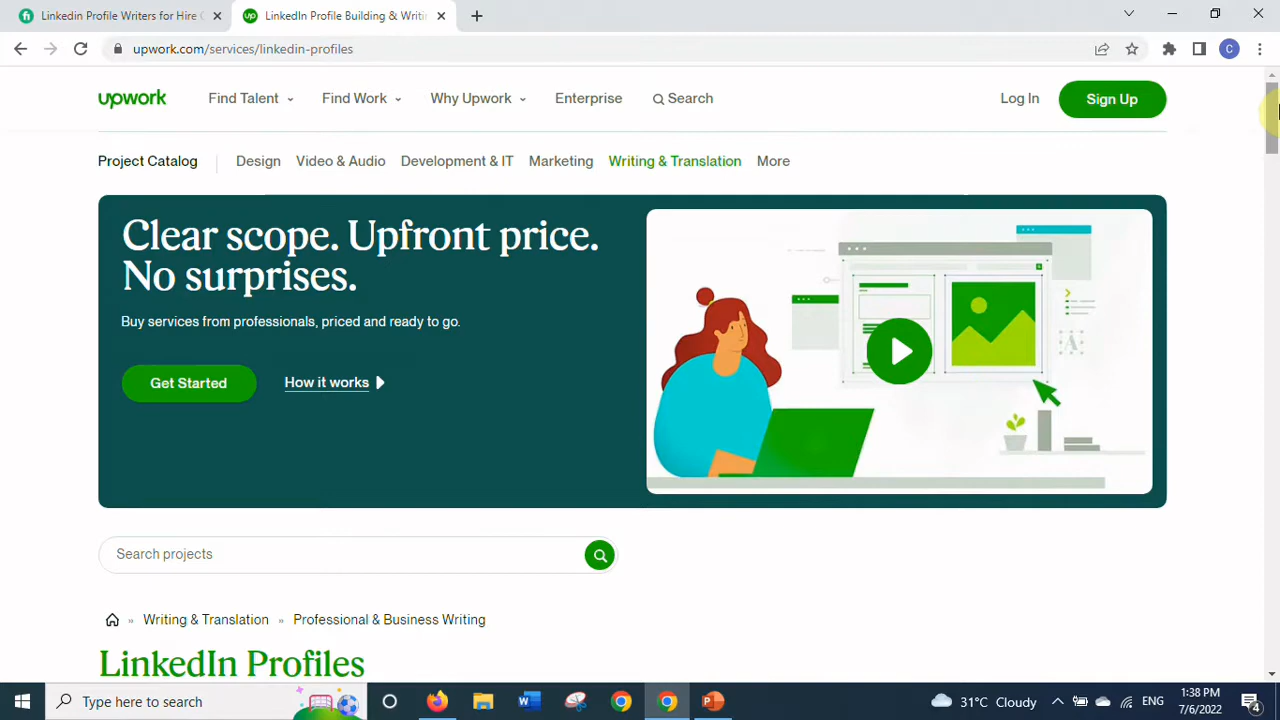 Linkedin Profile Writers for Hire
LinkedIn Profile Building & Writi
upwork.com/services/linkedin-profiles
C
upwork
Find Talent
Find Work
Why Upwork
Enterprise
Search
Log In
Sign Up
Project Catalog
Design
Video & Audio
Development & IT
Marketing
Writing & Translation
More
Clear scope. Upfront price.
No surprises.
Buy services from professionals, priced and ready to go.
Get Started
How it works
Search projects
» Writing & Translation » Professional & Business Writing
LinkedIn Profiles
Type here to search
31°C Cloudy
ENG
1:38 PM
7/6/2022
4